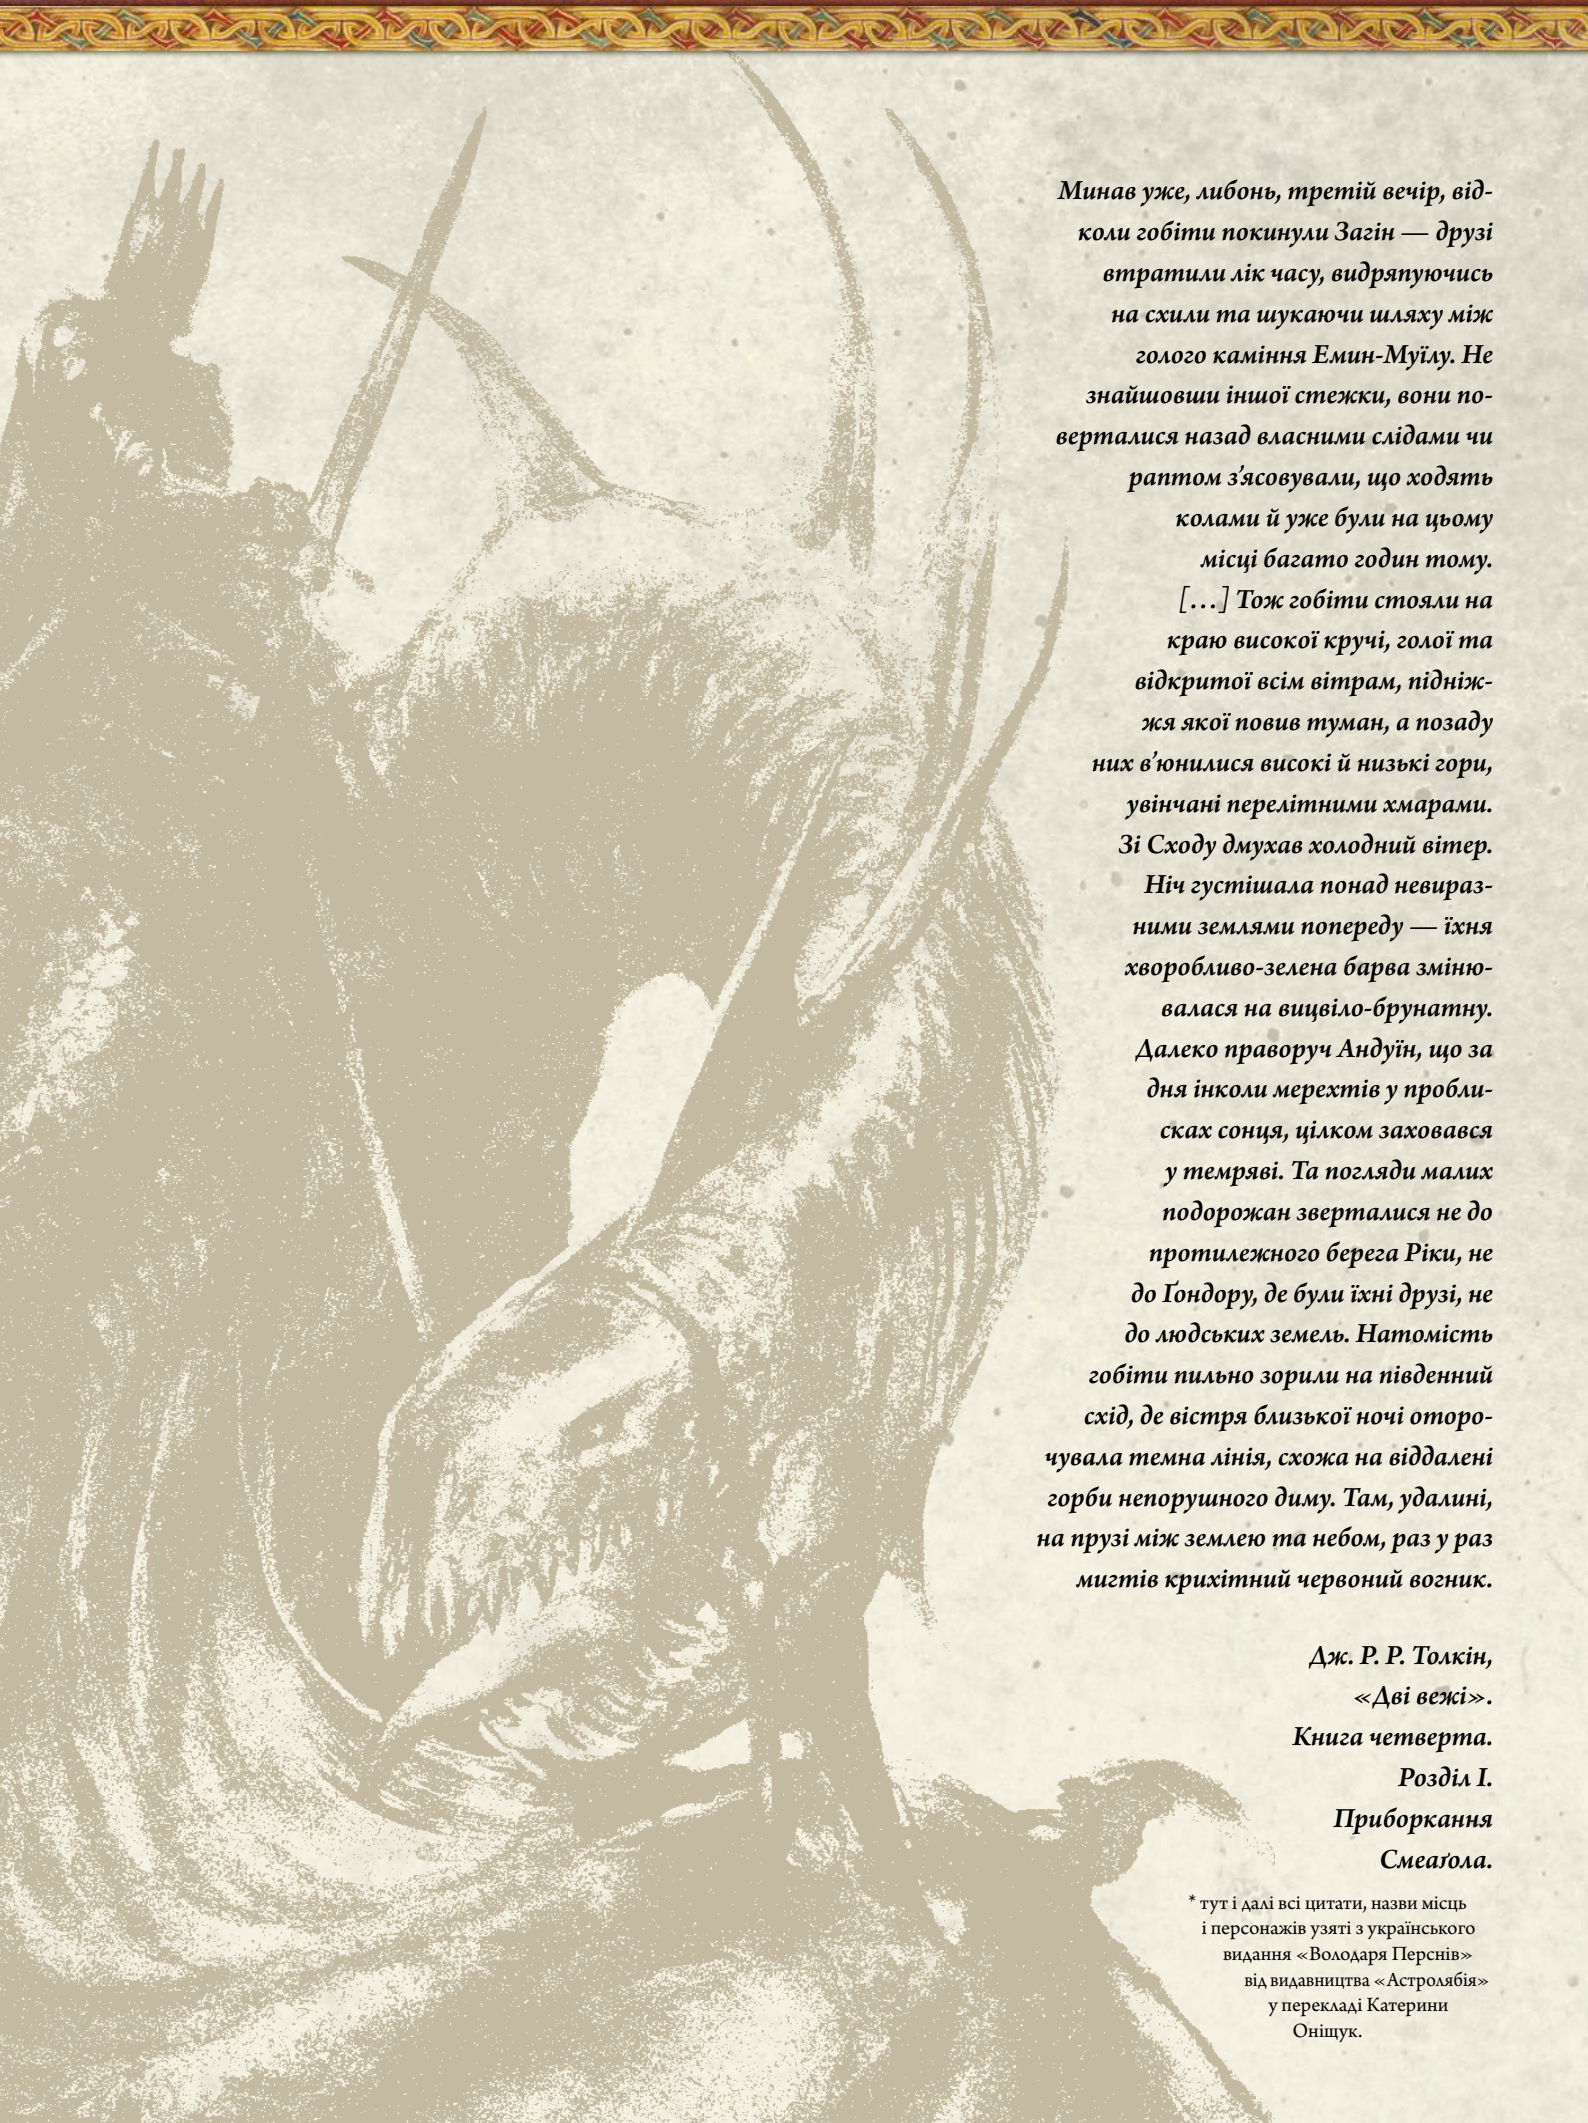 Минав уже, либонь, третій вечір, від-
коли гобіти покинули Загін — друзі
втратили лік часу, видряпуючись
на схили та шукаючи шляху між
голого каміння Емин-Муїлу. Не
знайшовши іншої стежки, вони по-
верталися назад власними слідами чи
раптом з’ясовували, що ходять
колами й уже були на цьому
місці багато годин тому.
[…] Тож гобіти стояли на
краю високої кручі, голої та
відкритої всім вітрам, підніж-
жя якої повив туман, а позаду
них в’юнилися високі й низькі гори,
увінчані перелітними хмарами.
Зі Сходу дмухав холодний вітер.
Ніч густішала понад невираз-
ними землями попереду — їхня
хворобливо-зелена барва зміню-
валася на вицвіло-брунатну.
Далеко праворуч Андуїн, що за
дня інколи мерехтів у пробли-
сках сонця, цілком заховався
у темряві. Та погляди малих
подорожан зверталися не до
протилежного берега Ріки, не
до Ґондору, де були їхні друзі, не
до людських земель. Натомість
гобіти пильно зорили на південний
схід, де вістря близької ночі оторо-
чувала темна лінія, схожа на віддалені
горби непорушного диму. Там, удалині,
на прузі між землею та небом, раз у раз
мигтів крихітний червоний вогник.
Дж. Р. Р. Толкін,
«Дві вежі».
Книга четверта.
Розділ І.
Приборкання
Смеаґола.
* тут і далі всі цитати, назви місць
і персонажів узяті з українського
видання «Володаря Перснів»
від видавництва «Астролябія»
у перекладі Катерини
Оніщук.